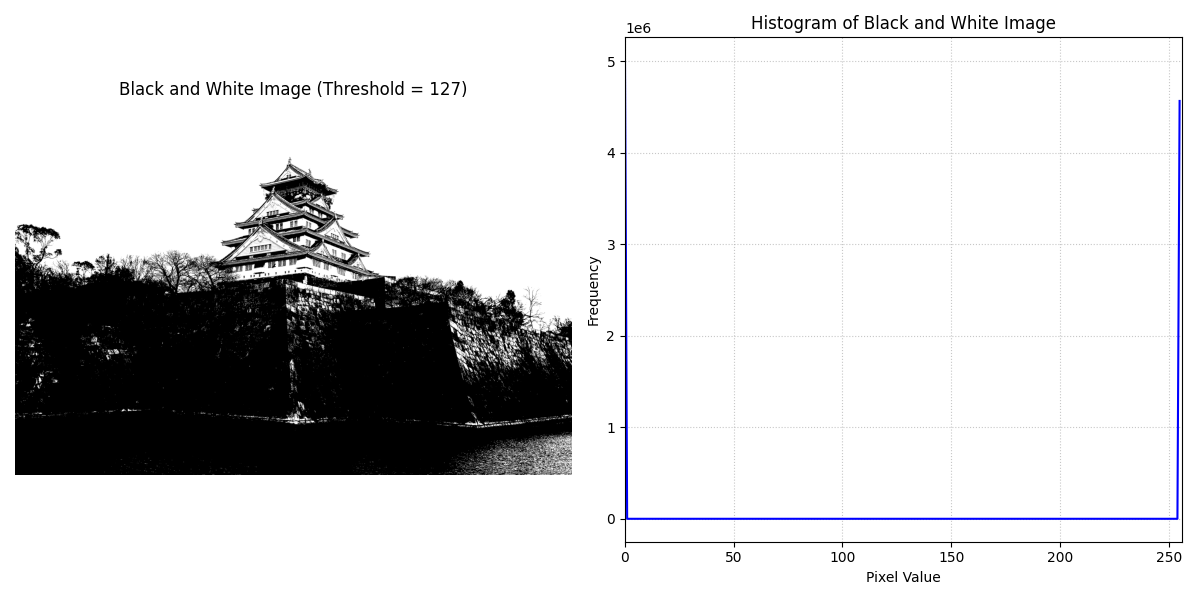 Black and White Image (Threshold = 127)
Histogram of Black and White Image
1e6
5
4
3
2
1
0
Frequency
0 50 100 150 200 250
Pixel Value